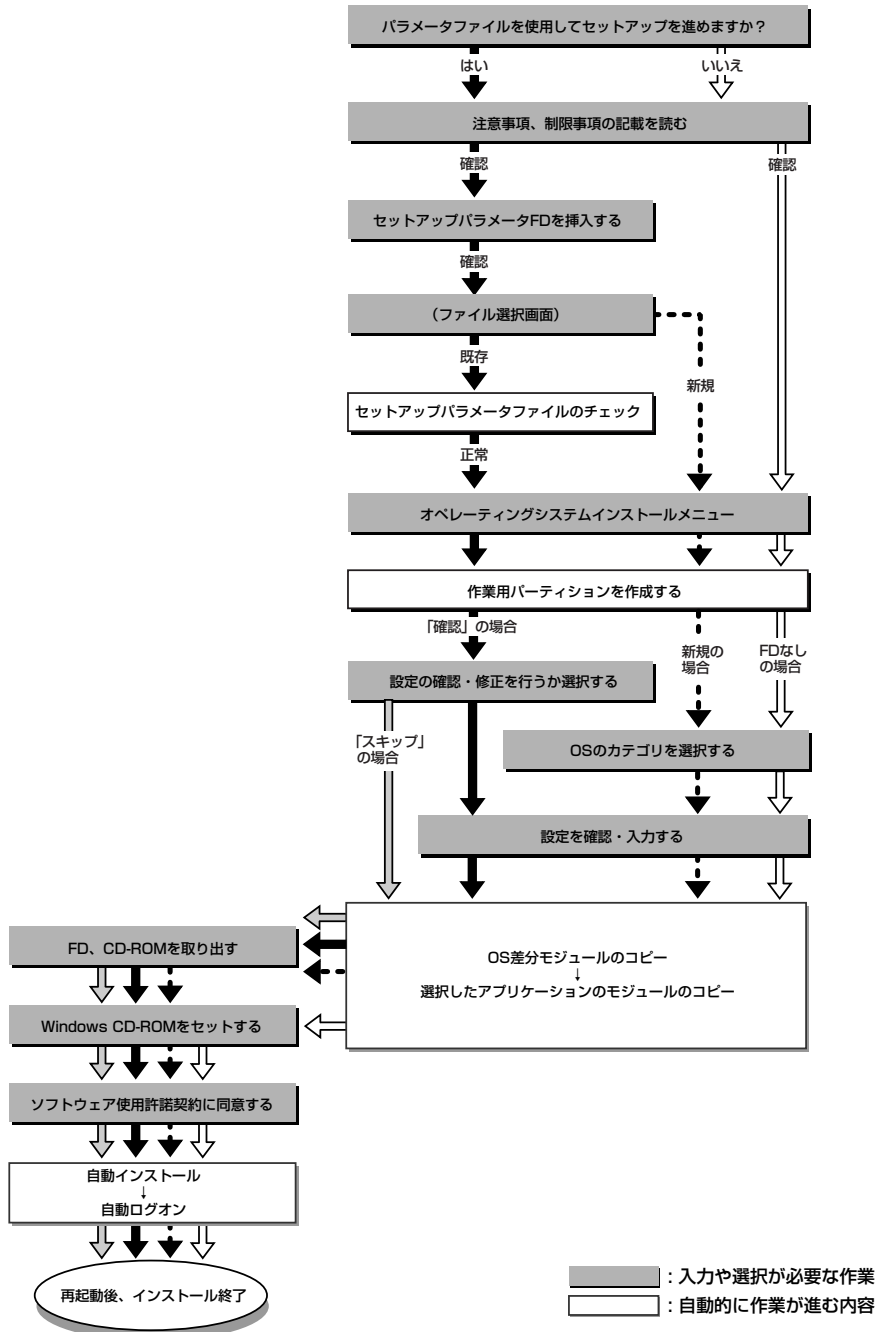 パラメータファイルを使用してセットアップを進めますか？
はい
いいえ
注意事項、制限事項の記載を読む
確認
確認
セットアップパラメータFDを挿入する
確認
（ファイル選択画面）
既存
新規
セットアップパラメータファイルのチェック
正常
オペレーティングシステムインストールメニュー
作業用パーティションを作成する
「確認」の場合
新規の
場合
FDなし
の場合
設定の確認・修正を行うか選択する
「スキップ」
の場合
OSのカテゴリを選択する
設定を確認・入力する
OS差分モジュールのコピー
↓
選択したアプリケーションのモジュールのコピー
FD、CD-ROMを取り出す
Windows CD-ROMをセットする
ソフトウェア使用許諾契約に同意する
自動インストール
↓
自動ログオン
再起動後、インストール終了
：入力や選択が必要な作業
：自動的に作業が進む内容